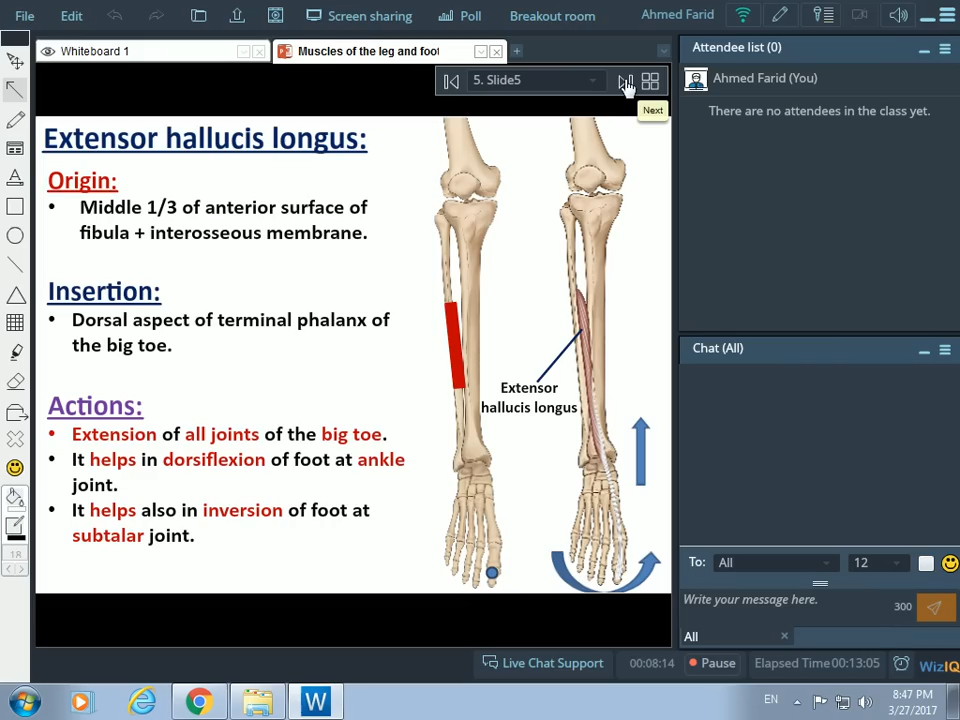 File Edit Screen sharing Poll Breakout room Ahmed Farid
Whiteboard 1 Muscles of the leg and foot
Attendee list (0)
5. Slide5
Ahmed Farid (You)
Next
There are no attendees in the class yet.
Extensor hallucis longus:
Origin:
• Middle 1/3 of anterior surface of
fibula + interosseous membrane.
Insertion:
• Dorsal aspect of terminal phalanx of
the big toe.
Extensor
hallucis longus
Actions:
• Extension of all joints of the big toe.
• It helps in dorsiflexion of foot at ankle
joint.
• It helps also in inversion of foot at
subtalar joint.
Chat (All)
To: All 12
Write your message here. 300
All
1R
Live Chat Support 00:08:14 Pause Elapsed Time 00:13:05 WizIQ
W EN 8:47 PM
3/27/2017